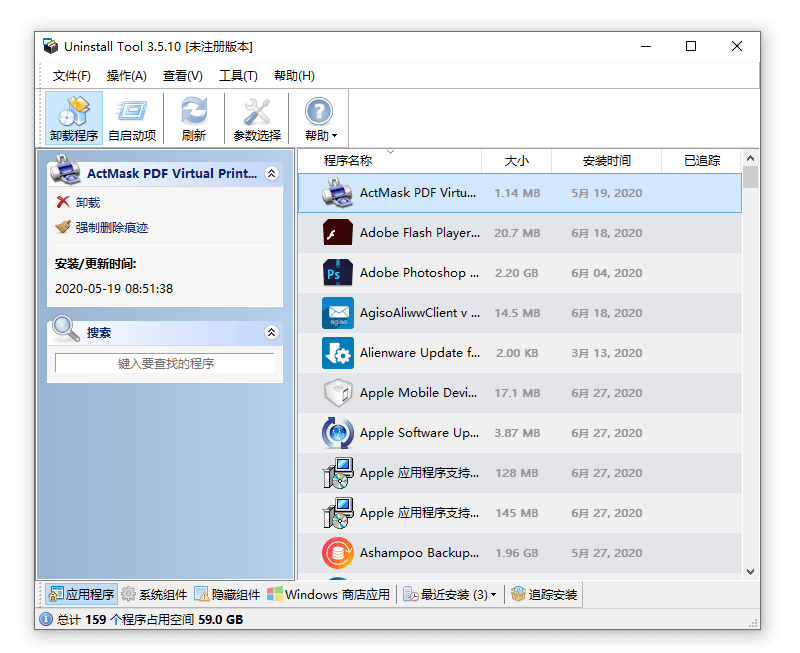 Uninstall Tool 3.5.10 [未注册版本]
文件(F) 操作(A) 查看(V) 工具(T) 帮助(H)
卸载程序 自启动项 刷新 参数选择 帮助
ActMask PDF Virtual Print...
卸载
强制删除痕迹
安装/更新时间:
2020-05-19 08:51:38
搜索
键入要查找的程序
程序名称 大小 安装时间 已追踪
ActMask PDF Virtu... 1.14 MB 5月 19, 2020
Adobe Flash Player... 20.7 MB 6月 18, 2020
Ps Adobe Photoshop ... 2.20 GB 6月 04, 2020
agiso AgisoAliwwClient v ... 14.5 MB 6月 18, 2020
Alienware Update f... 2.00 KB 3月 13, 2020
Apple Mobile Devi... 17.1 MB 6月 27, 2020
Apple Software Up... 3.87 MB 6月 27, 2020
Apple 应用程序支持... 128 MB 6月 27, 2020
Apple 应用程序支持... 145 MB 6月 27, 2020
Ashampoo Backup... 1.96 GB 5月 27, 2020
应用程序 系统组件 隐藏组件 Windows 商店应用 最近安装 (3) 追踪安装
总计 159 个程序占用空间 59.0 GB